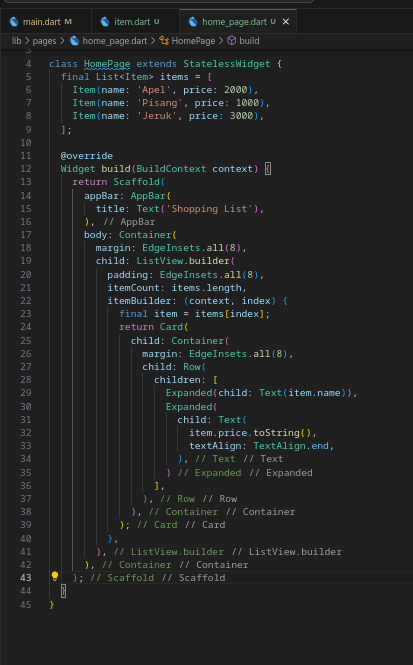 main.dart M item.dart U home_page.dart U ×
lib > pages > home_page.dart > HomePage > build
4 class HomePage extends StatelessWidget {
5 final List<Item> items = [
6 Item(name: 'Apel', price: 2000),
7 Item(name: 'Pisang', price: 1000),
8 Item(name: 'Jeruk', price: 3000),
9 ];
10
11 @override
12 Widget build(BuildContext context) {
13 return Scaffold(
14 appBar: AppBar(
15 title: Text('Shopping List'),
16 ), // AppBar
17 body: Container(
18 margin: EdgeInsets.all(8),
19 child: ListView.builder(
20 padding: EdgeInsets.all(8),
21 itemCount: items.length,
22 itemBuilder: (context, index) {
23 final item = items[index];
24 return Card(
25 child: Container(
26 margin: EdgeInsets.all(8),
27 child: Row(
28 children: [
29 Expanded(child: Text(item.name)),
30 Expanded(
31 child: Text(
32 item.price.toString(),
33 textAlign: TextAlign.end,
34 ), // Text // Text
35 ) // Expanded // Expanded
36 ],
37 ), // Row // Row
38 ), // Container // Container
39 ); // Card // Card
40 },
41 ), // ListView.builder // ListView.builder
42 ), // Container // Container
43 ); // Scaffold // Scaffold
44 }
45 }